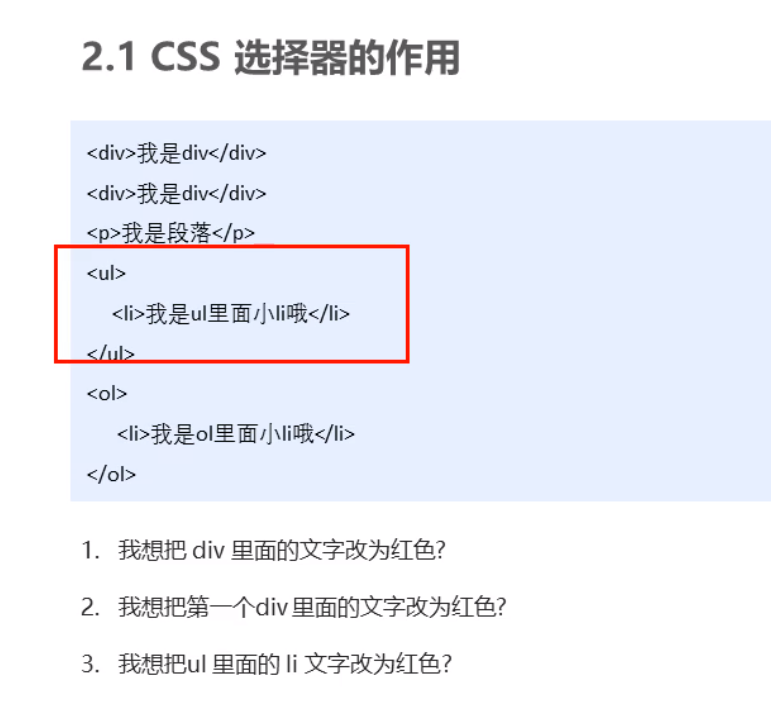 2.1 CSS 选择器的作用
<div>我是div</div>
<div>我是div</div>
<p>我是段落</p>
<ul>
<li>我是ul里面小li哦</li>
</ul>
<ol>
<li>我是ol里面小li哦</li>
</ol>
1. 我想把 div 里面的文字改为红色?
2. 我想把第一个div 里面的文字改为红色?
3. 我想把ul 里面的 li 文字改为红色?